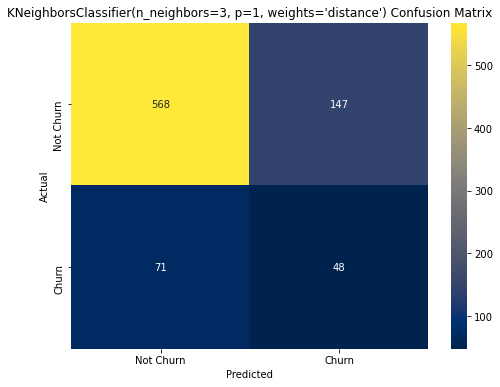 KNeighborsClassifier(n_neighbors=3, p=1, weights='distance') Confusion Matrix
500
400
300
200
100
Actual
Not Churn
Churn
568
147
71
48
Not Churn
Churn
Predicted